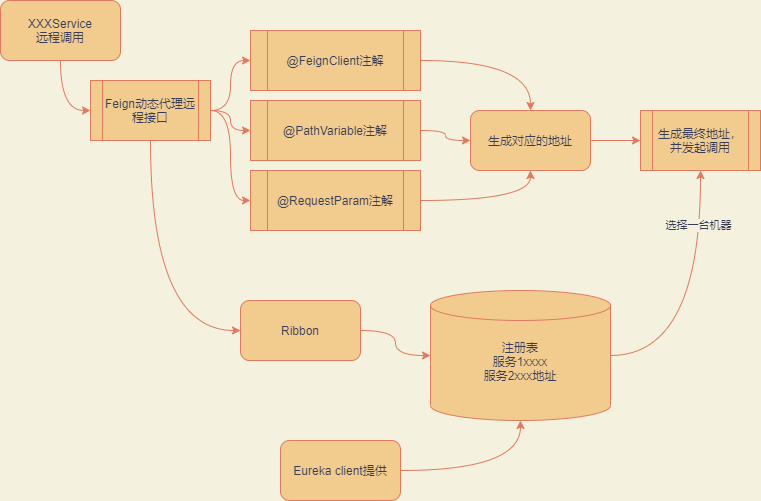 XXXService
远程调用
Feign动态代理远
程接口
@FeignClient注解
@PathVariable注解
@RequestParam注解
生成对应的地址
生成最终地址，
并发起调用
选择一台机器
Ribbon
注册表
服务1xxxx
服务2xxx地址
Eureka client提供